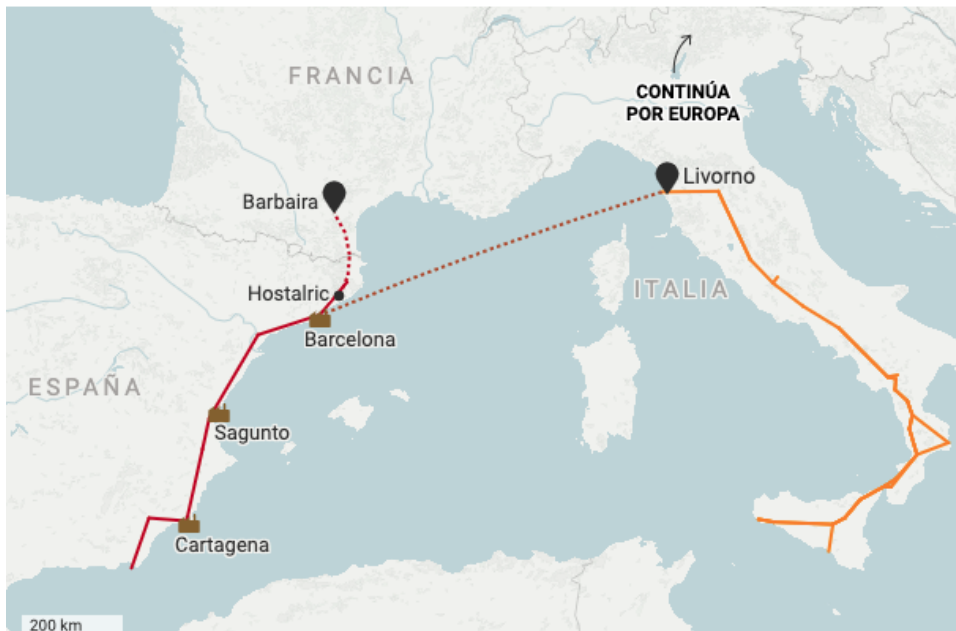 FRANCIA
CONTINÚA
POR EUROPA
Livorno
Barbaira
Hostalric
ITALIA
Barcelona
ESPAÑA
Sagunto
Cartagena
200 km